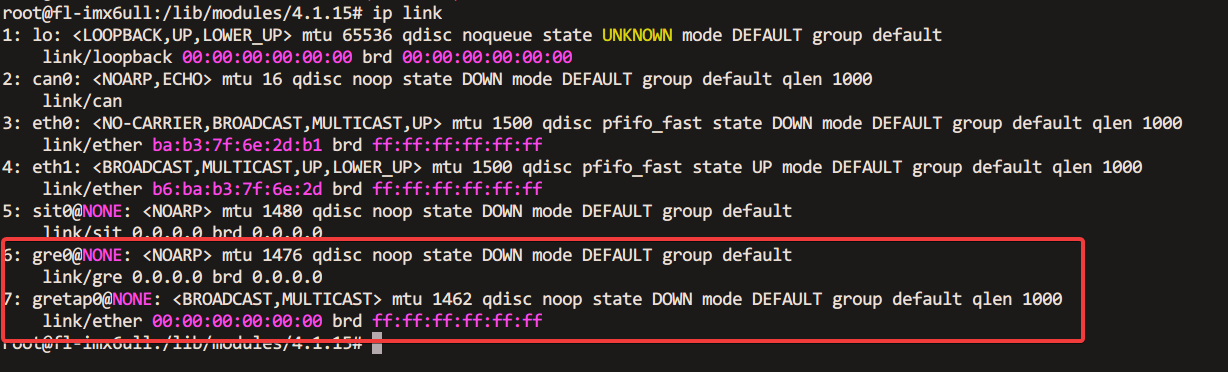 root@fl-imx6ull:/lib/modules/4.1.15# ip link
1: lo: <LOOPBACK,UP,LOWER_UP> mtu 65536 qdisc noqueue state UNKNOWN mode DEFAULT group default
link/loopback 00:00:00:00:00:00 brd 00:00:00:00:00:00
2: can0: <NOARP,ECHO> mtu 16 qdisc noop state DOWN mode DEFAULT group default qlen 1000
link/can
3: eth0: <NO-CARRIER,BROADCAST,MULTICAST,UP> mtu 1500 qdisc pfifo_fast state DOWN mode DEFAULT group default qlen 1000
link/ether ba:b3:7f:6e:2d:b1 brd ff:ff:ff:ff:ff:ff
4: eth1: <BROADCAST,MULTICAST,UP,LOWER_UP> mtu 1500 qdisc pfifo_fast state UP mode DEFAULT group default qlen 1000
link/ether b6:ba:b3:7f:6e:2d brd ff:ff:ff:ff:ff:ff
5: sit0@NONE: <NOARP> mtu 1480 qdisc noop state DOWN mode DEFAULT group default
link/sit 0.0.0.0 brd 0.0.0.0
6: gre0@NONE: <NOARP> mtu 1476 qdisc noop state DOWN mode DEFAULT group default
link/gre 0.0.0.0 brd 0.0.0.0
7: gretap0@NONE: <BROADCAST,MULTICAST> mtu 1462 qdisc noop state DOWN mode DEFAULT group default qlen 1000
link/ether 00:00:00:00:00:00 brd ff:ff:ff:ff:ff:ff
root@fl-imx6ull:/lib/modules/4.1.15#